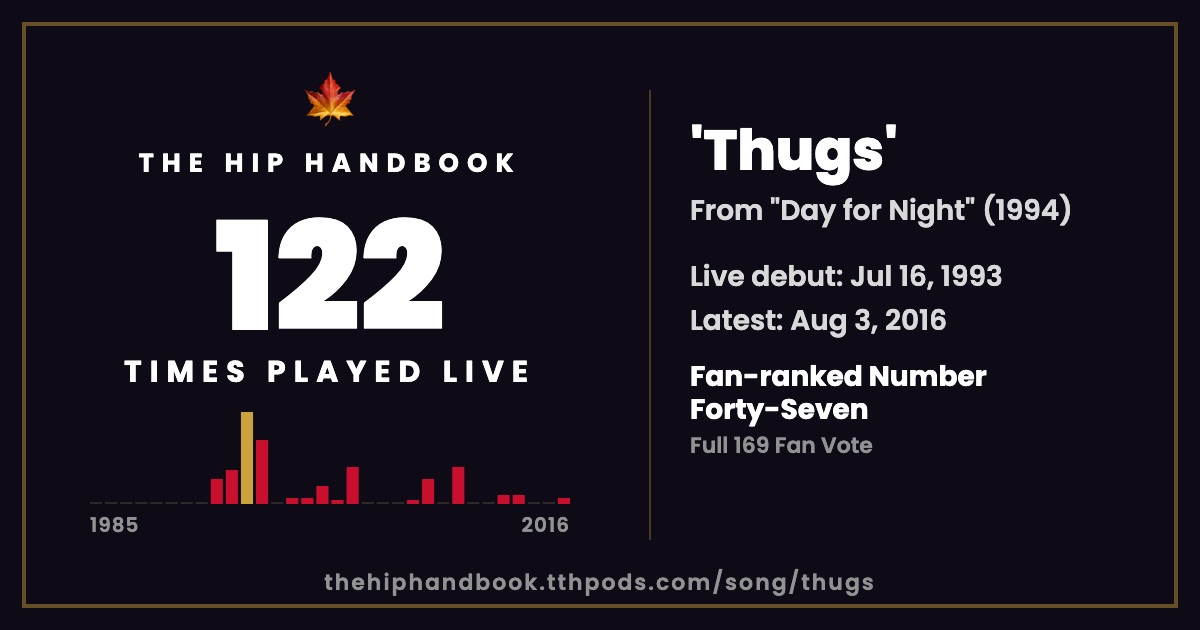 THE HIP HANDBOOK
122
TIMES PLAYED LIVE
1985 2016
'Thugs'
From "Day for Night" (1994)
Live debut: Jul 16, 1993
Latest: Aug 3, 2016
Fan-ranked Number
Forty-Seven
Full 169 Fan Vote
thehiphandbook.tthpods.com/song/thugs